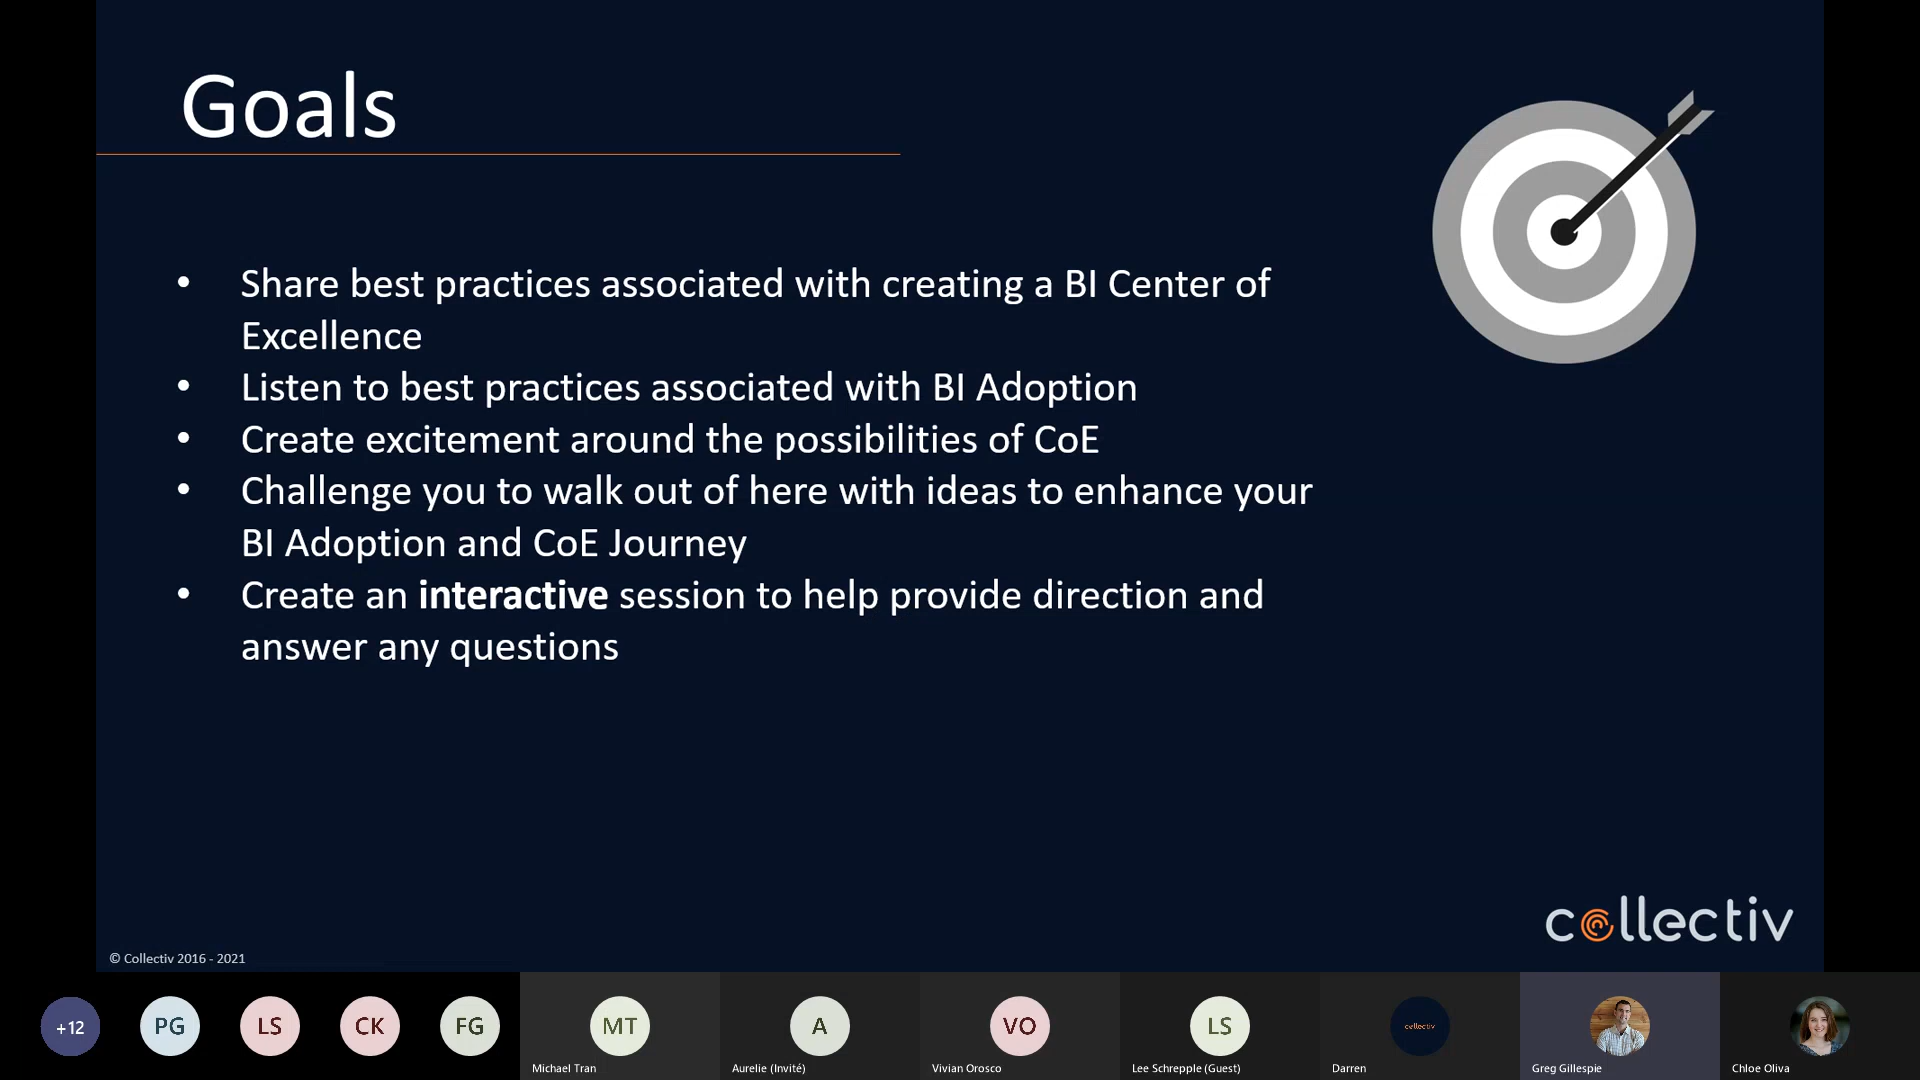 Goals
• Share best practices associated with creating a BI Center of
Excellence
• Listen to best practices associated with BI Adoption
• Create excitement around the possibilities of CoE
• Challenge you to walk out of here with ideas to enhance your
BI Adoption and CoE Journey
• Create an interactive session to help provide direction and
answer any questions
collectiv
© Collectiv 2016 - 2021
+12
PG
LS
CK
FG
MT
Michael Tran
A
Aurelie (Invité)
VO
Vivian Orosco
LS
Lee Schrepple (Guest)
collectiv
Darren
Greg Gillespie
Chloe Oliva